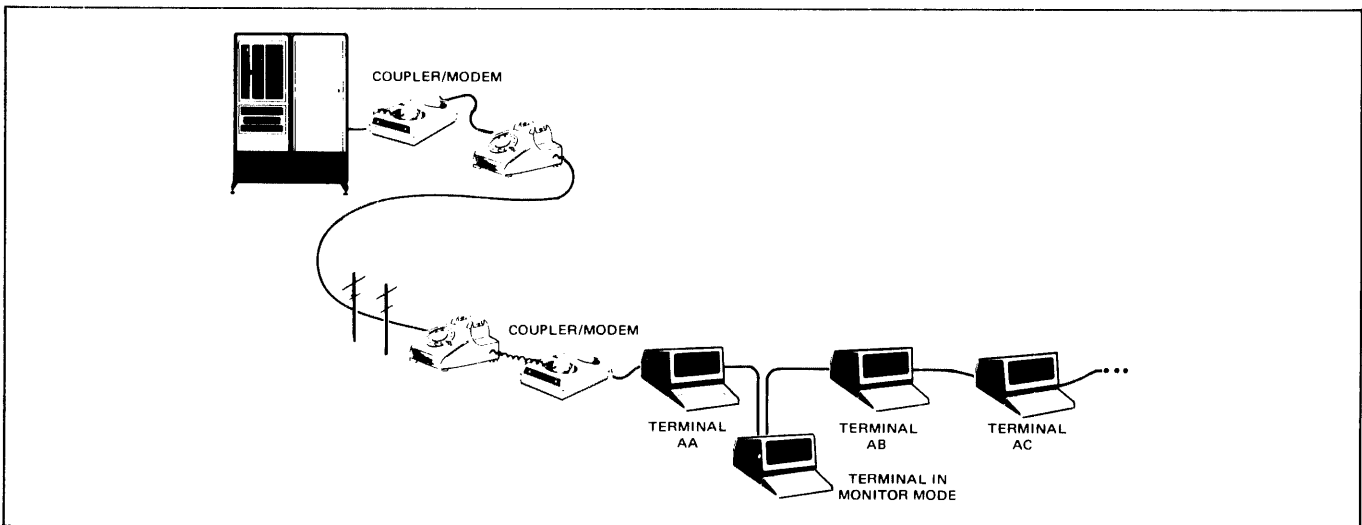 COUPLER/MODEM
COUPLER/MODEM
TERMINAL
AA
TERMINAL
AB
TERMINAL
AC
TERMINAL IN
MONITOR MODE